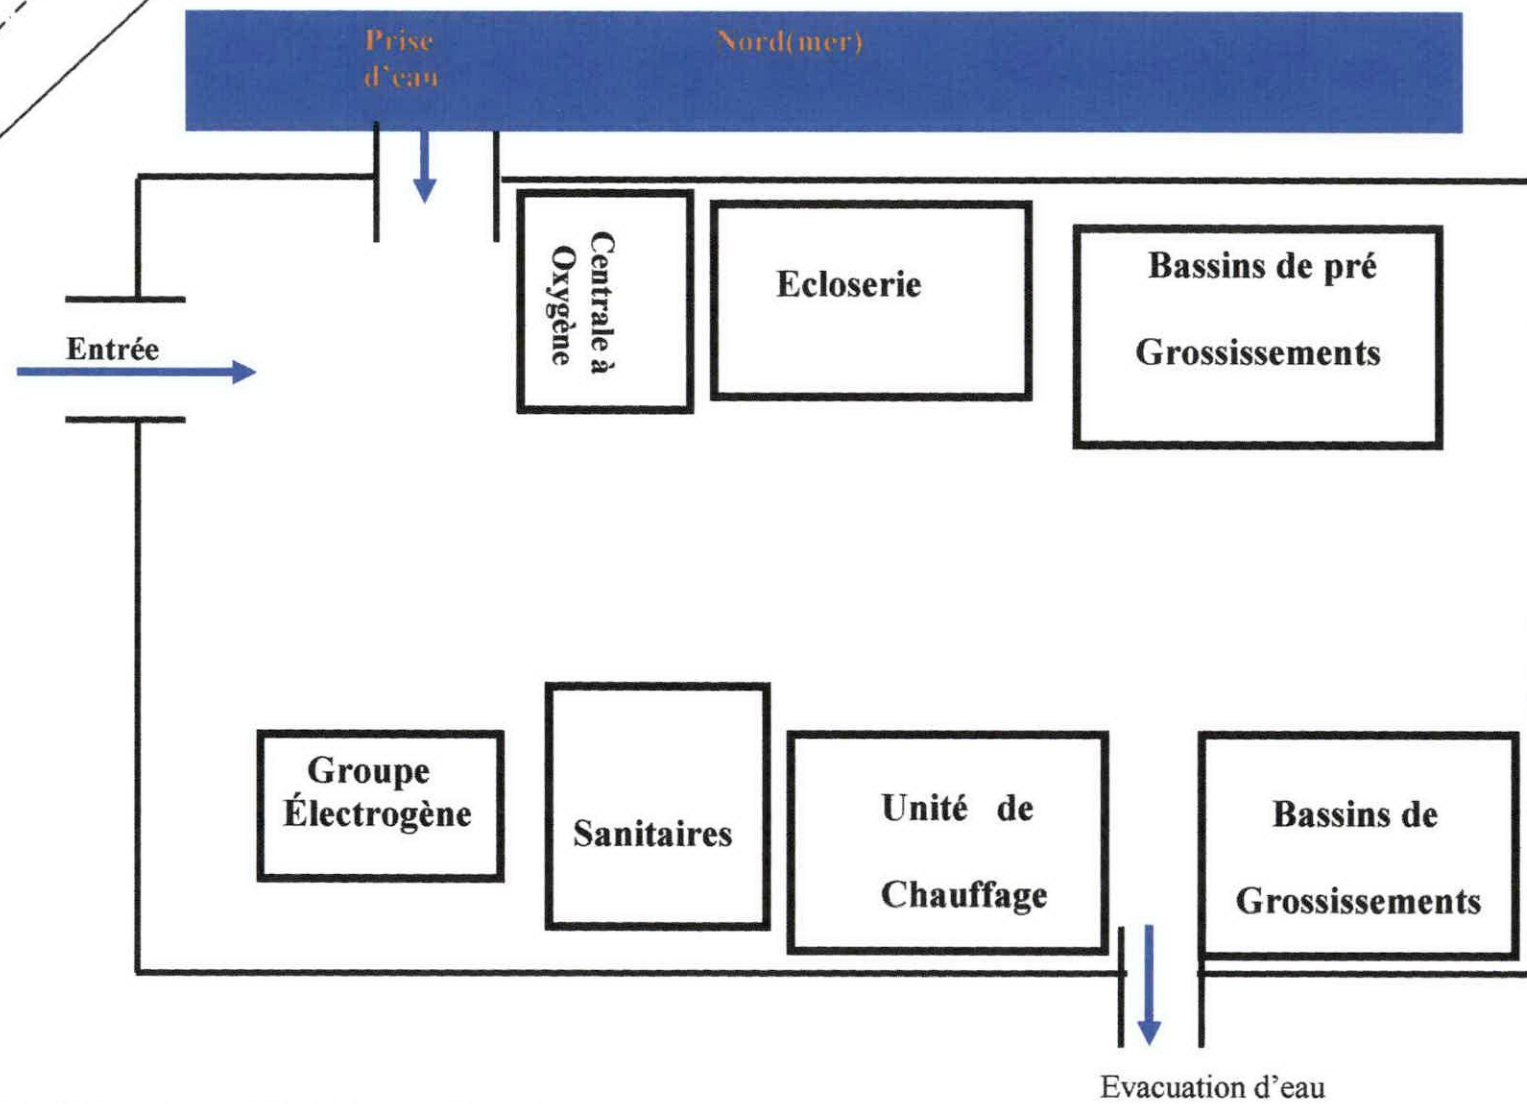 Prise
d'eau
Nord(mer)
Centrale à
Oxygène
Ecloserie
Bassins de pré
Grossissements
Entrée
Groupe
Électrogène
Sanitaires
Unité de
Chauffage
Bassins de
Grossissements
Evacuation d'eau